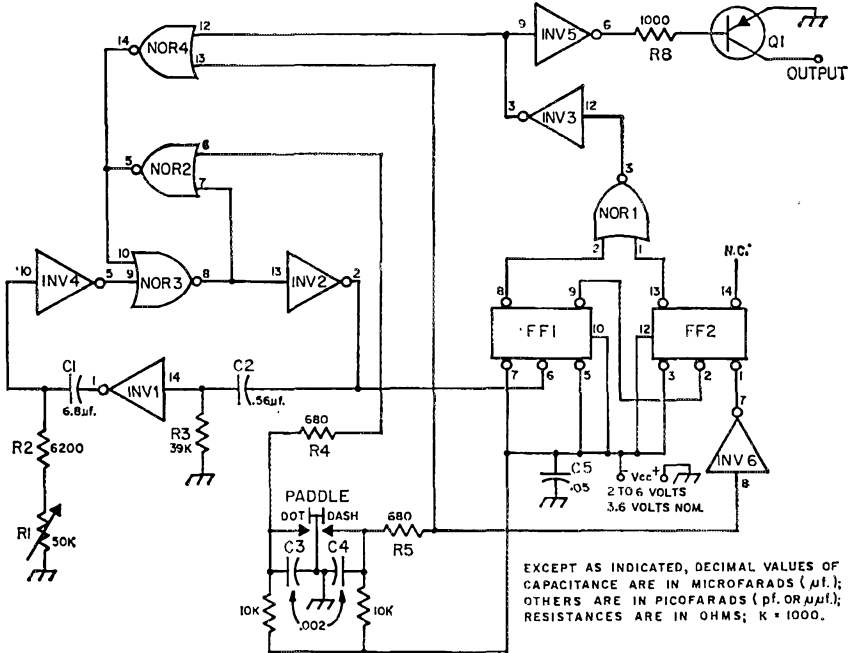 14
NOR4
12
13
9
INV5
6
1000
R8
Q1
OUTPUT
3
INV3
12
5
NOR2
6
7
3
NOR1
2
1
N.C.
10
INV4
5
10
9
NOR3
8
13
INV2
2
8
9
FF1
10
7
6
5
13
14
12
FF2
3
2
1
C1
6.8µf.
1
INV1
14
C2
.56µf.
R2
6200
R3
39K
680
R4
7
INV6
8
C5
.05
- Vcc +
2 TO 6 VOLTS
3.6 VOLTS NOM.
R1
50K
PADDLE
DOT
DASH
C3
C4
680
R5
10K
.002
10K
EXCEPT AS INDICATED, DECIMAL VALUES OF
CAPACITANCE ARE IN MICROFARADS (µf.);
OTHERS ARE IN PICOFARADS (pf. OR µµf.);
RESISTANCES ARE IN OHMS; K = 1000.